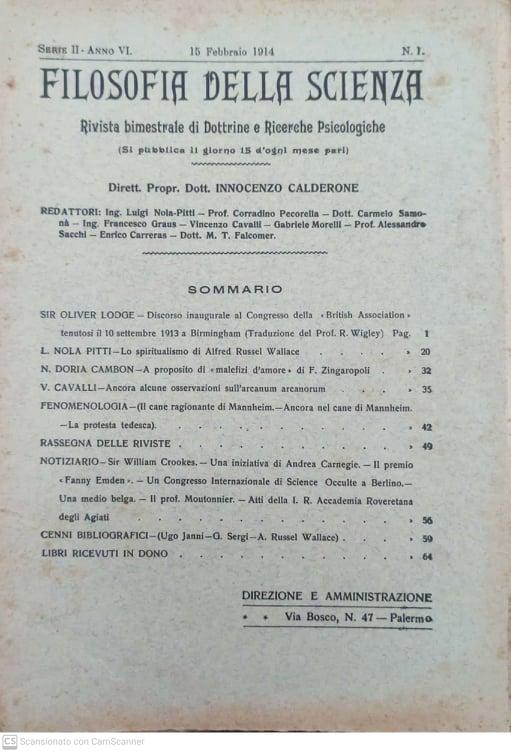 SERIE II - ANNO VI. 15 Febbraio 1914 N. 1.
FILOSOFIA DELLA SCIENZA
Rivista bimestrale di Dottrine e Ricerche Psicologiche
(Si pubblica il giorno 15 d'ogni mese pari)
Dirett. Propr. Dott. INNOCENZO CALDERONE
REDATTORI: Ing. Luigi Nola-Pitti — Prof. Corradino Pecorella — Dott. Carmelo Samo-
nà — Ing. Francesco Graus — Vincenzo Cavalli — Gabriele Morelli — Prof. Alessandro
Sacchi — Enrico Carreras — Dott. M. T. Falcomer.
SOMMARIO
SIR OLIVER LODGE — Discorso inaugurale al Congresso della «British Association»
tenutosi il 10 settembre 1913 a Birmingham (Traduzione del Prof. R. Wigley) Pag. 1
L. NOLA PITTI — Lo spiritualismo di Alfred Russel Wallace . . . . . » 20
N. DORIA CAMBON — A proposito di «malefizi d'amore» di F. Zingaropoli . » 32
V. CAVALLI — Ancora alcune osservazioni sull'arcanum arcanorum . . . . » 35
FENOMENOLOGIA — (Il cane ragionante di Mannheim. — Ancora nel cane di Mannheim.
— La protesta tedesca). . . . . . . . . . » 42
RASSEGNA DELLE RIVISTE . . . . . . . . . » 49
NOTIZIARIO — Sir William Crookes. — Una iniziativa di Andrea Carnegie. — Il premio
«Fanny Emden». — Un Congresso Internazionale di Science Occulte a Berlino. —
Una medio belga. — Il prof. Moutonnier. — Atti della I. R. Accademia Roveretana
degli Agiati . . . . . . . . . . » 56
CENNI BIBLIOGRAFICI — (Ugo Janni — G. Sergi — A. Russel Wallace) . . . . » 59
LIBRI RICEVUTI IN DONO . . . . . . . . . » 64
DIREZIONE E AMMINISTRAZIONE
* * Via Bosco, N. 47 — Palermo
CS Scansionato con CamScanner